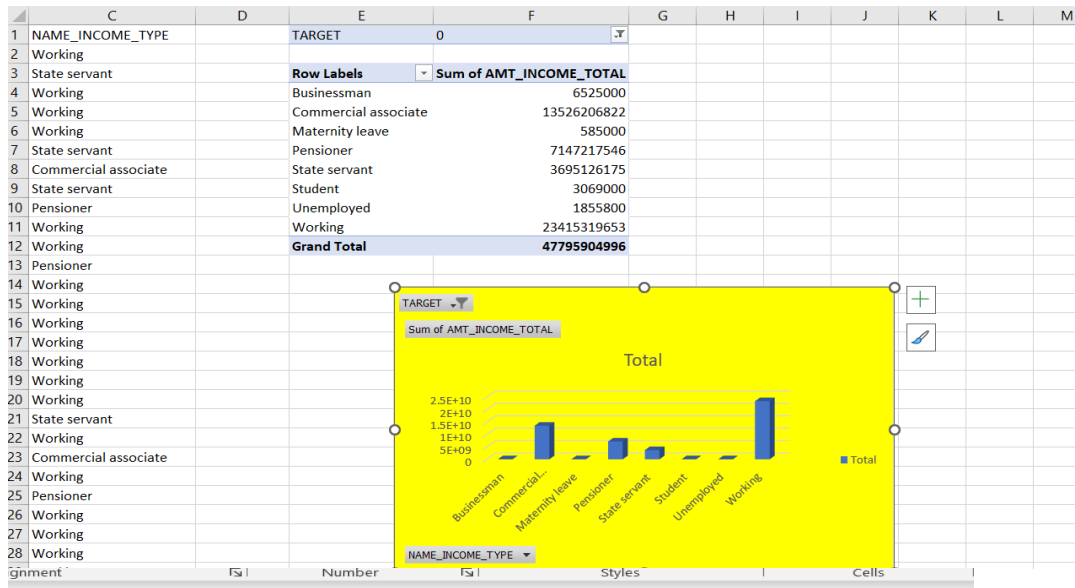 C D E F G H I J K L M
1 NAME_INCOME_TYPE TARGET 0
2 Working
3 State servant Row Labels Sum of AMT_INCOME_TOTAL
4 Working Businessman 6525000
5 Working Commercial associate 13526206822
6 Working Maternity leave 585000
7 State servant Pensioner 7147217546
8 Commercial associate State servant 3695126175
9 State servant Student 3069000
10 Pensioner Unemployed 1855800
11 Working Working 23415319653
12 Working Grand Total 47795904996
13 Pensioner
14 Working
15 Working
16 Working
17 Working
18 Working
19 Working
20 Working
21 State servant
22 Working
23 Commercial associate
24 Working
25 Pensioner
26 Working
27 Working
28 Working
TARGET
Sum of AMT_INCOME_TOTAL
Total
2.5E+10
2E+10
1.5E+10
1E+10
5E+09
0
Businessman
Commercial...
Maternity leave
Pensioner
State servant
Student
Unemployed
Working
Total
NAME_INCOME_TYPE
gnment Number Styles Cells